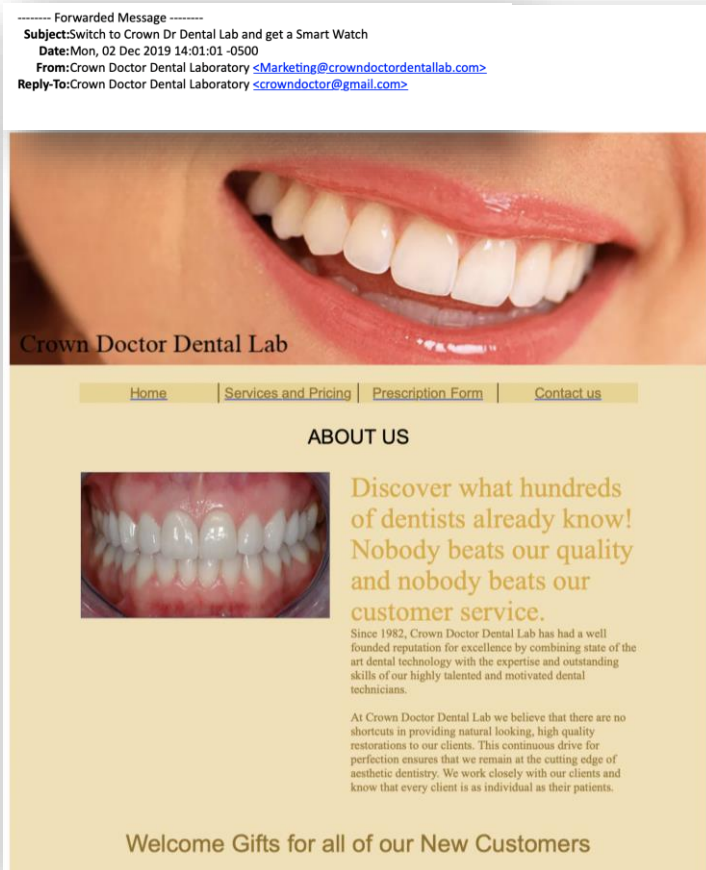 -------- Forwarded Message --------
Subject:Switch to Crown Dr Dental Lab and get a Smart Watch
Date:Mon, 02 Dec 2019 14:01:01 -0500
From:Crown Doctor Dental Laboratory <Marketing@crowndoctordentallab.com>
Reply-To:Crown Doctor Dental Laboratory <crowndoctor@gmail.com>
Crown Doctor Dental Lab
Home | Services and Pricing | Prescription Form | Contact us
ABOUT US
Discover what hundreds
of dentists already know!
Nobody beats our quality
and nobody beats our
customer service.
Since 1982, Crown Doctor Dental Lab has had a well
founded reputation for excellence by combining state of the
art dental technology with the expertise and outstanding
skills of our highly talented and motivated dental
technicians.
At Crown Doctor Dental Lab we believe that there are no
shortcuts in providing natural looking, high quality
restorations to our clients. This continuous drive for
perfection ensures that we remain at the cutting edge of
aesthetic dentistry. We work closely with our clients and
know that every client is as individual as their patients.
Welcome Gifts for all of our New Customers